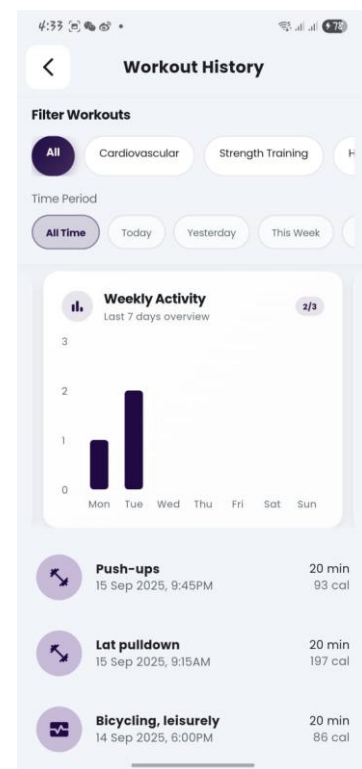 4:33
78
Workout History
Filter Workouts
All Cardiovascular Strength Training H
Time Period
All Time Today Yesterday This Week
Weekly Activity
Last 7 days overview
2/3
3
2
1
0
Mon Tue Wed Thu Fri Sat Sun
Push-ups 20 min
15 Sep 2025, 9:45PM 93 cal
Lat pulldown 20 min
15 Sep 2025, 9:15AM 197 cal
Bicycling, leisurely 20 min
14 Sep 2025, 6:00PM 86 cal